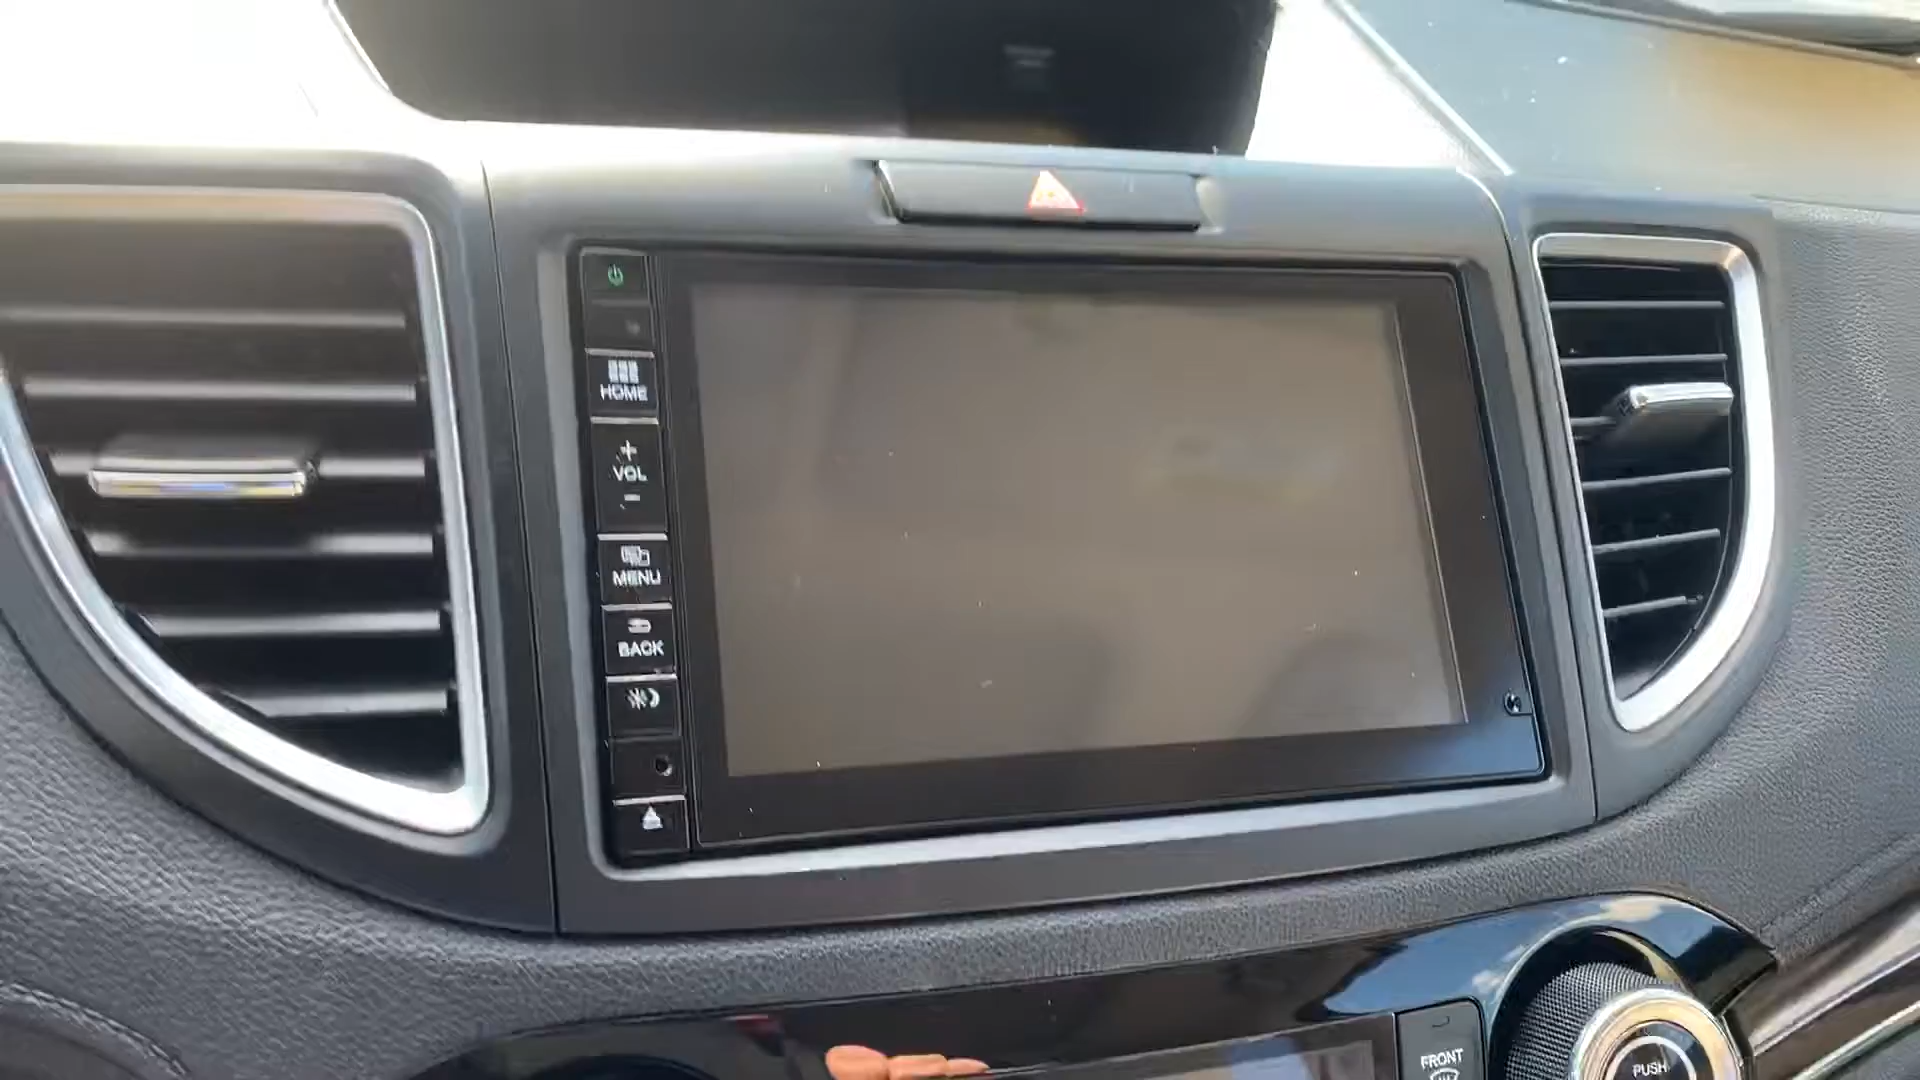 HOME
+
VOL
-
MENU
BACK
FRONT
PUSH